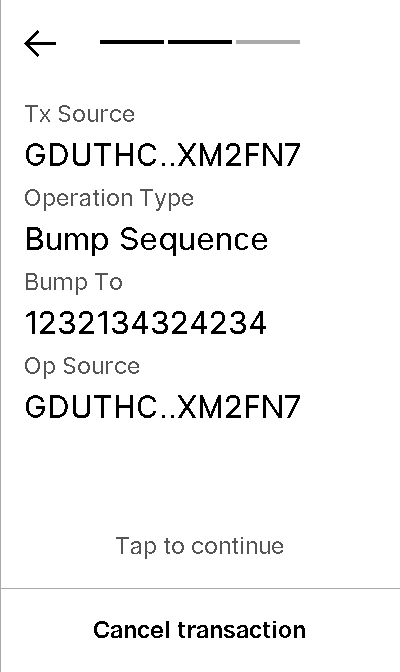 Tx Source
GDUTHC..XM2FN7
Operation Type
Bump Sequence
Bump To
1232134324234
Op Source
GDUTHC..XM2FN7
Tap to continue
Cancel transaction